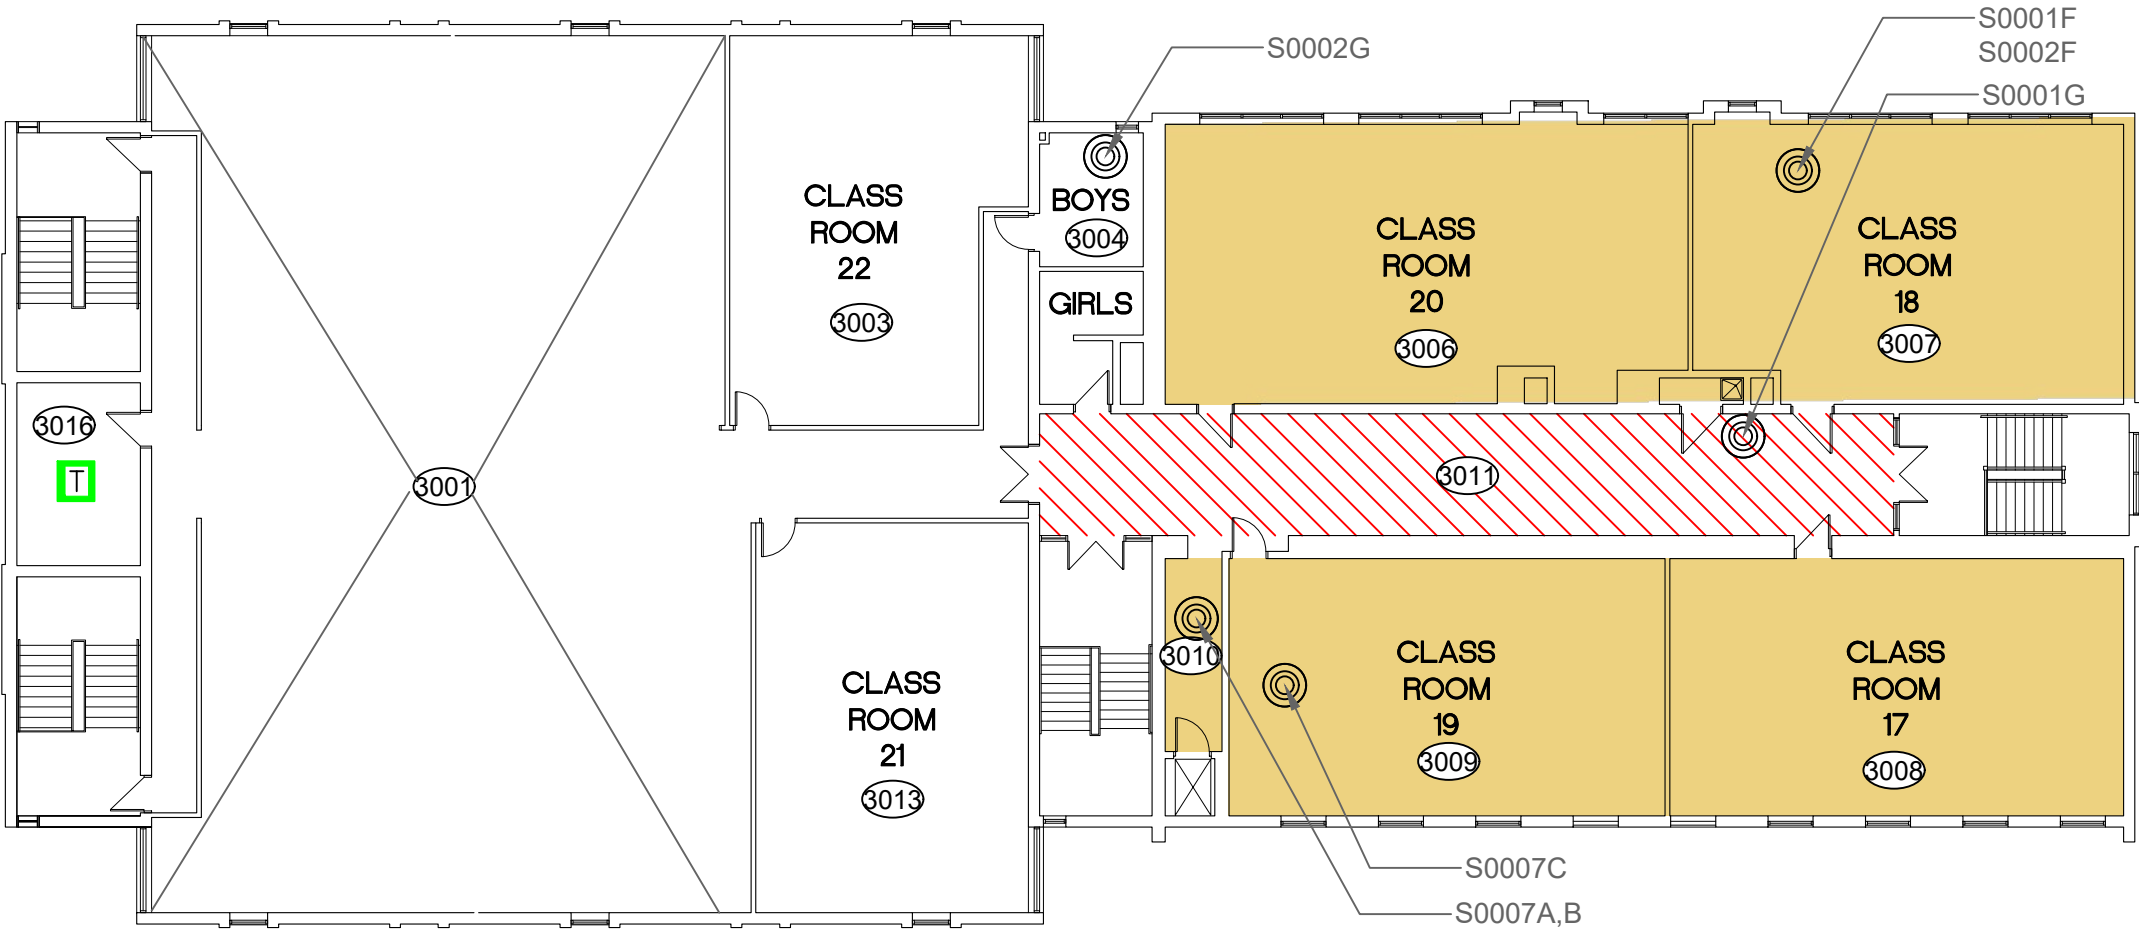 S0001F
S0002F
S0002G
S0001G
CLASS
ROOM
22
3003
BOYS
3004
GIRLS
CLASS
ROOM
20
3006
CLASS
ROOM
18
3007
3016
T
3001
3011
CLASS
ROOM
21
3013
3010
CLASS
ROOM
19
3009
CLASS
ROOM
17
3008
S0007C
S0007A,B